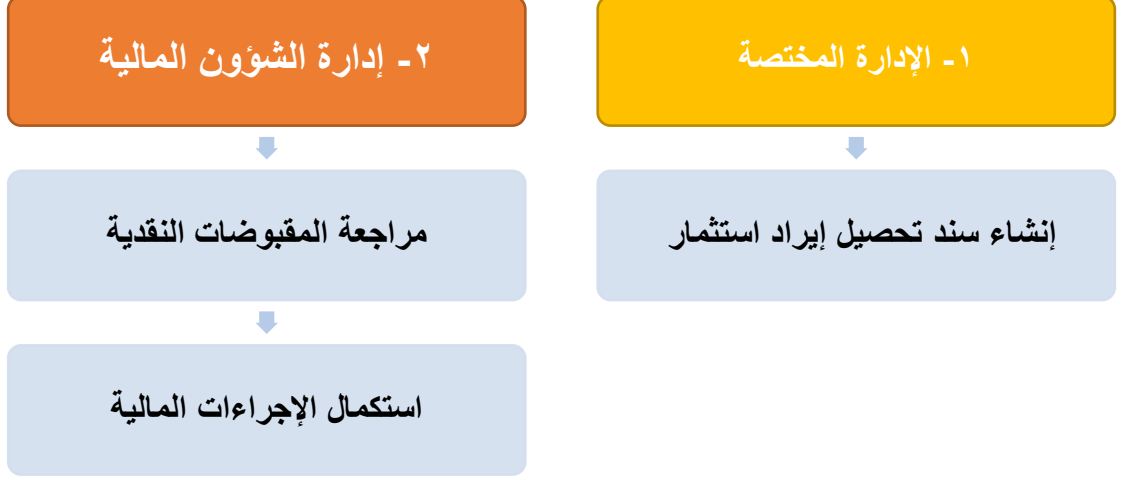 ١- الإدارة المختصة
إنشاء سند تحصيل إيراد استثمار
٢- إدارة الشؤون المالية
مراجعة المقبوضات النقدية
استكمال الإجراءات المالية